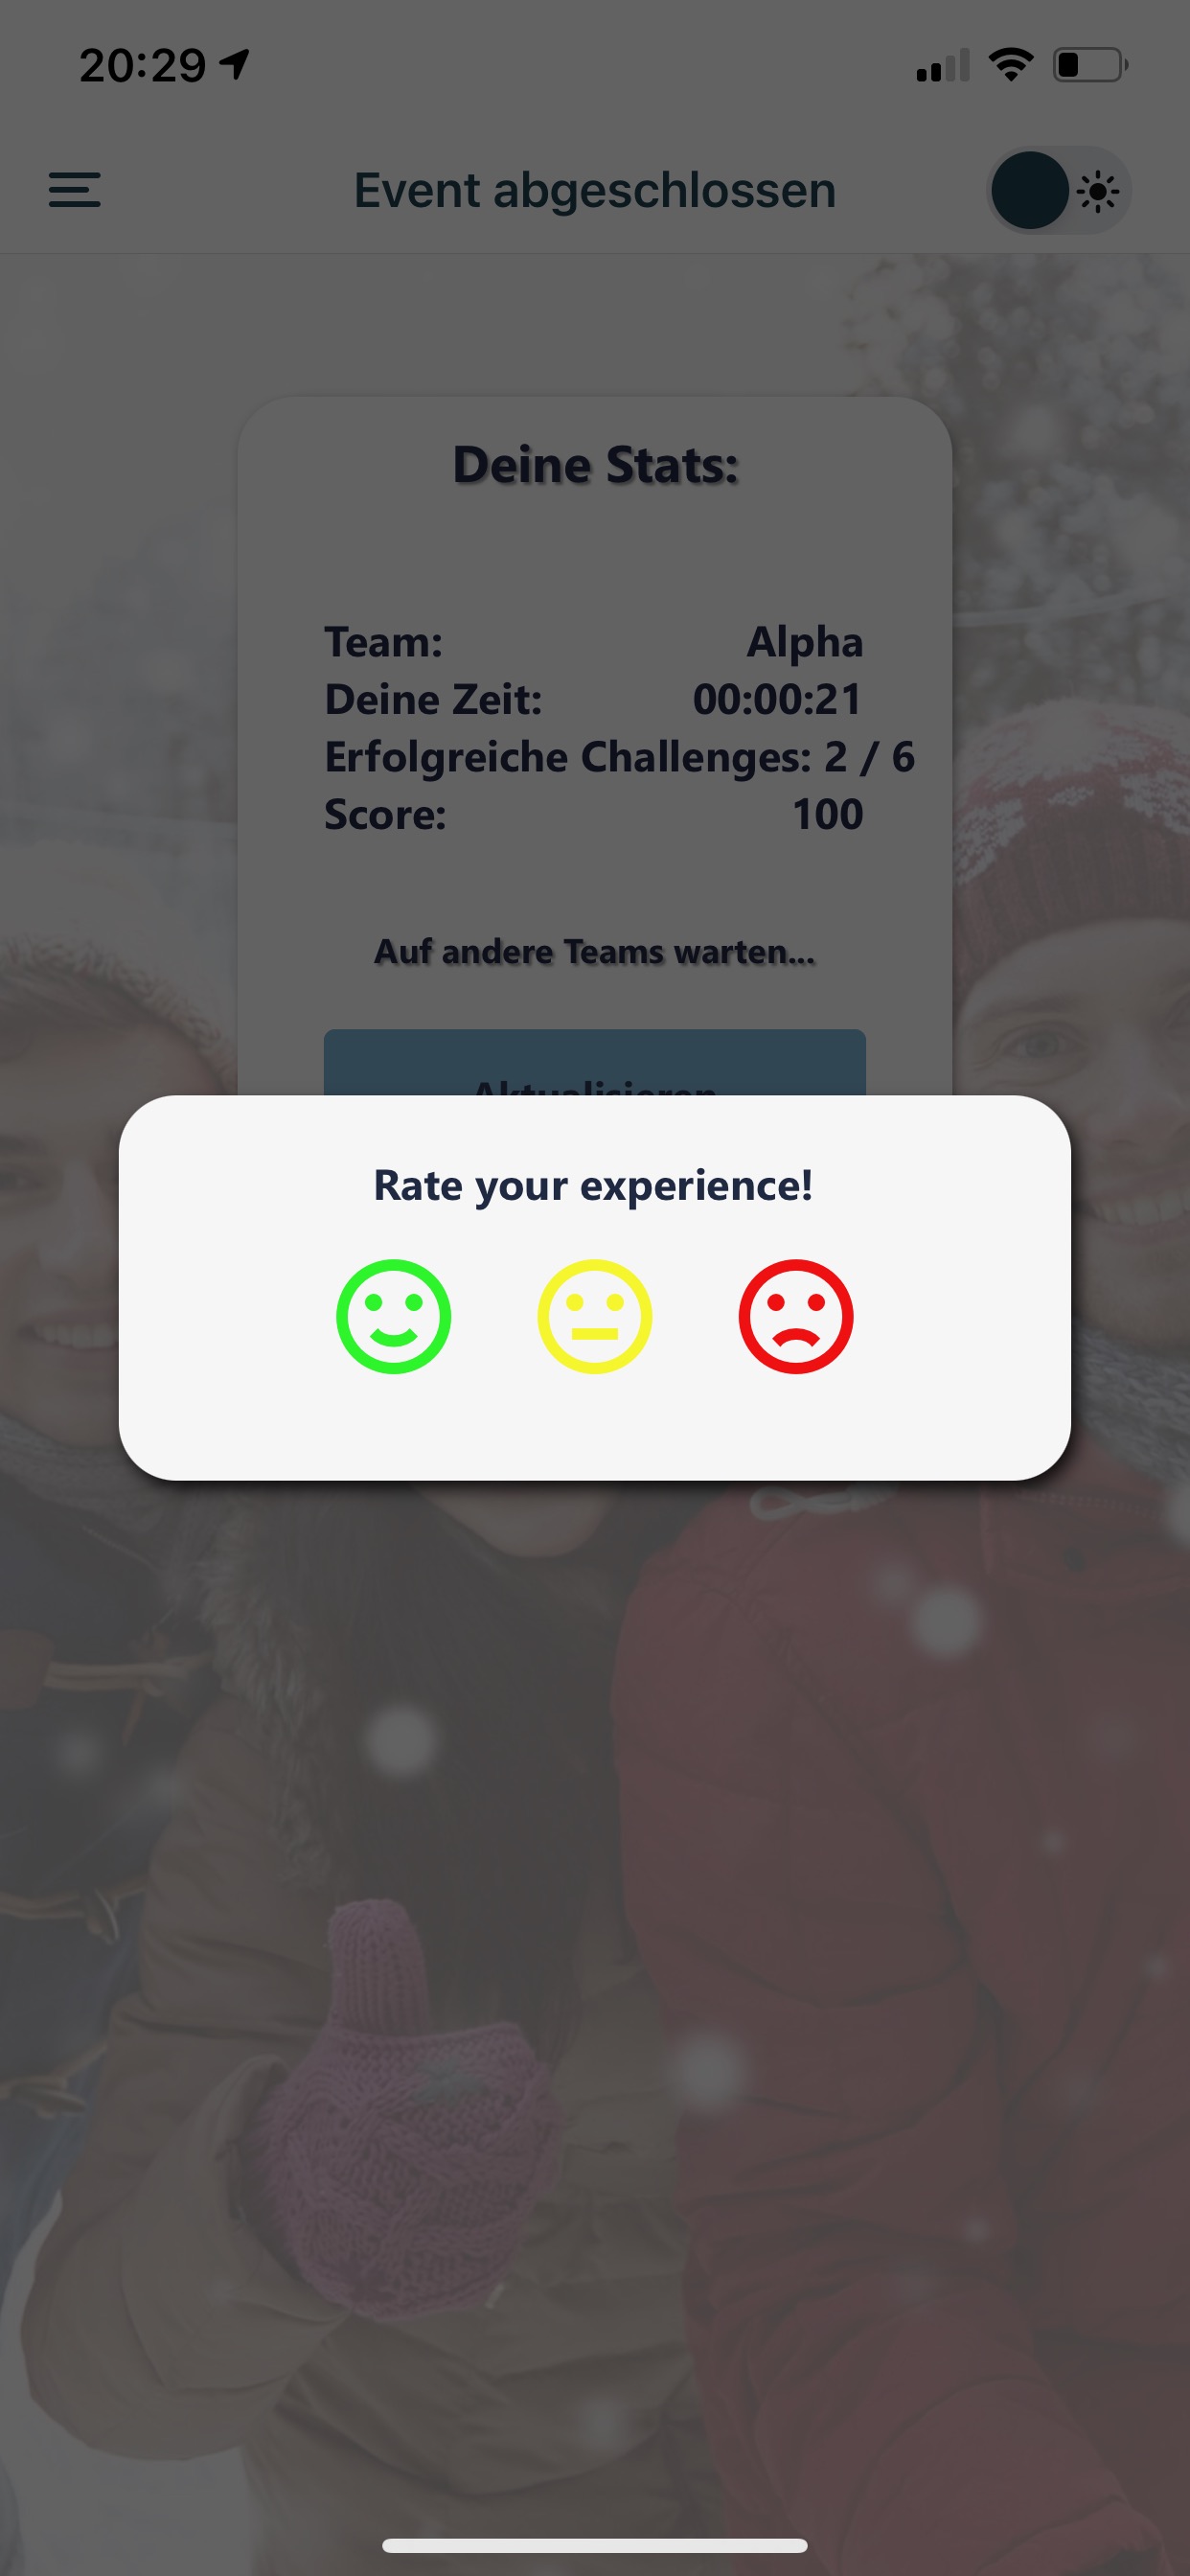 20:29
Event abgeschlossen
Deine Stats:
Team: Alpha
Deine Zeit: 00:00:21
Erfolgreiche Challenges: 2 / 6
Score: 100
Auf andere Teams warten...
Aktualisieren
Rate your experience!